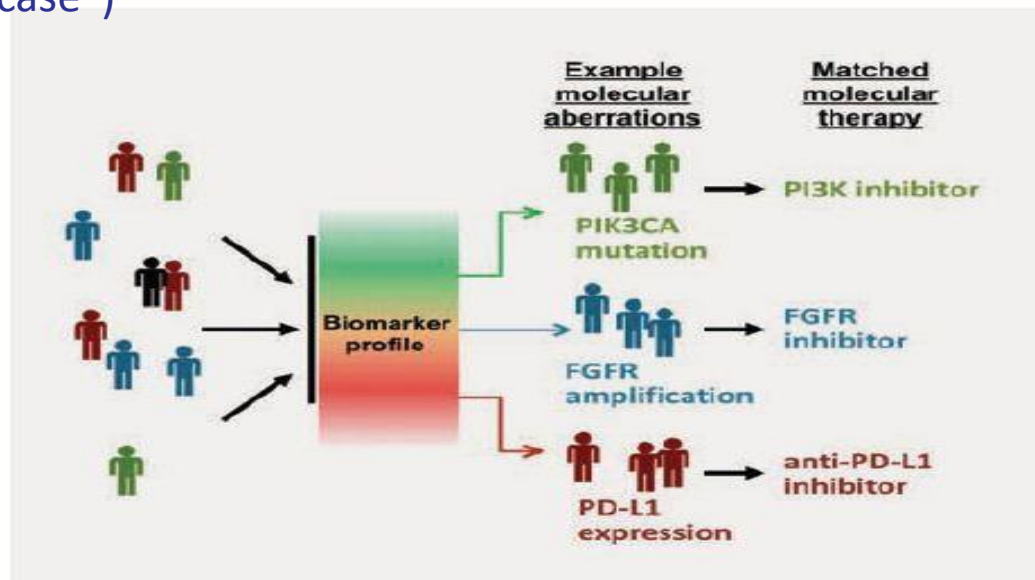 case")
Example
molecular
aberrations
Matched
molecular
therapy
PIK3CA
mutation
PI3K inhibitor
Biomarker
profile
FGFR
amplification
FGFR
inhibitor
PD-L1
expression
anti-PD-L1
inhibitor